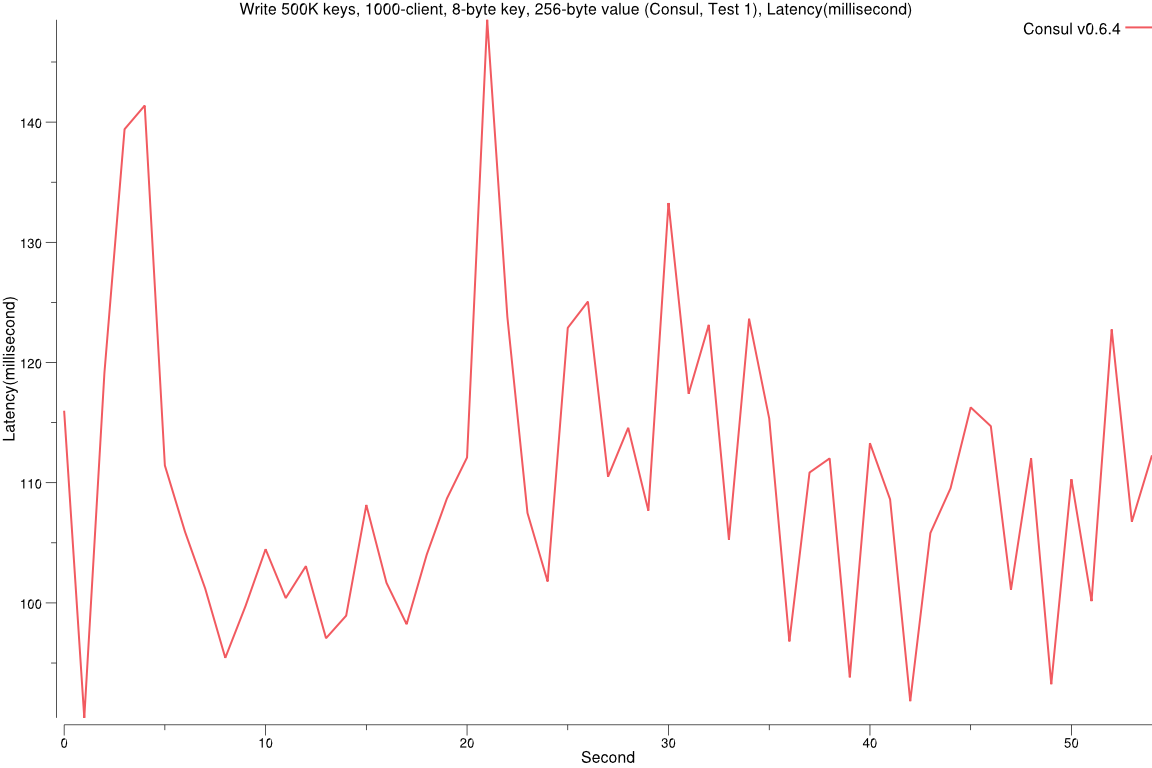 Write 500K keys, 1000-client, 8-byte key, 256-byte value (Consul, Test 1), Latency(millisecond)
Consul v0.6.4
Latency(millisecond)
140
130
120
110
100
0 10 20 30 40 50
Second